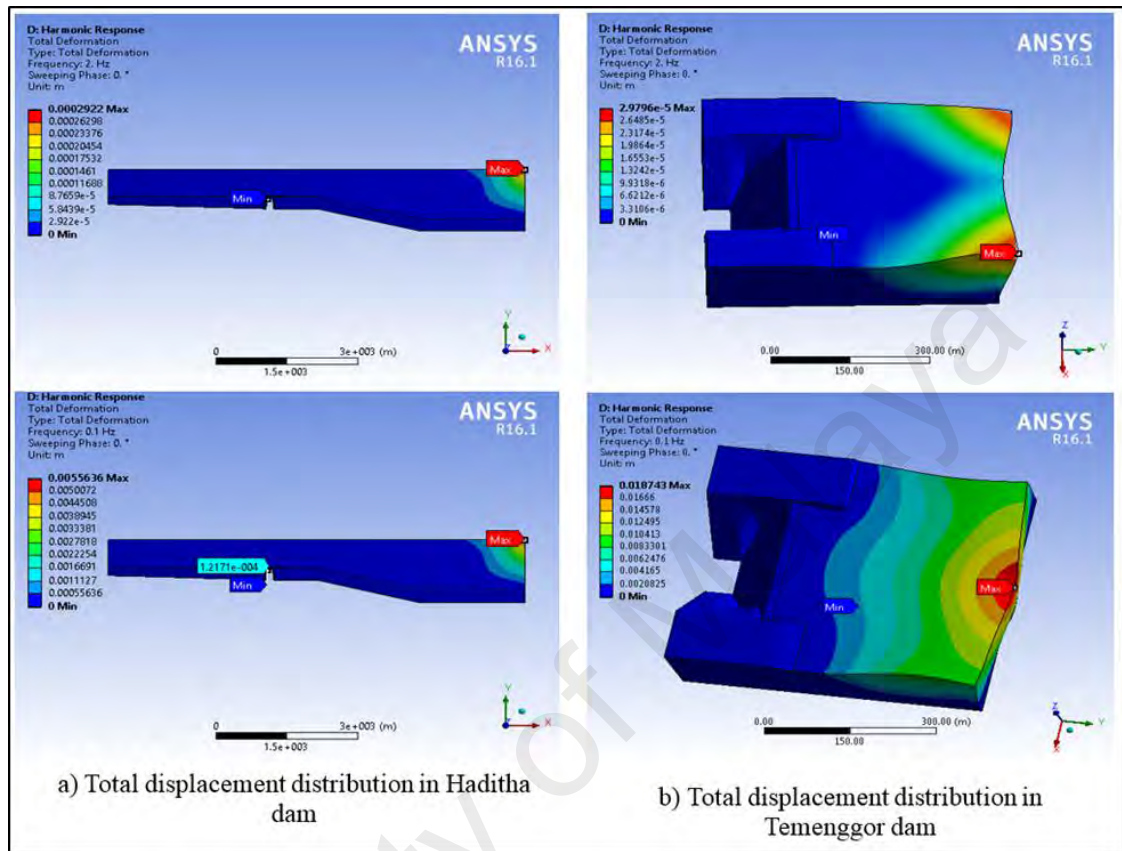 D: Harmonic Response
Total Deformation
Type: Total Deformation
Frequency: 2. Hz
Sweeping Phase: 0. °
Unit: m
0.0002922 Max
0.00026298
0.00023376
0.00020454
0.00017532
0.0001461
0.00011688
8.7659e-5
5.8439e-5
2.922e-5
0 Min
ANSYS
R16.1
Min
Max
0
3e+003 (m)
1.5e+003
Y
Z
X
D: Harmonic Response
Total Deformation
Type: Total Deformation
Frequency: 2. Hz
Sweeping Phase: 0. °
Unit: m
2.9796e-5 Max
2.6485e-5
2.3174e-5
1.9864e-5
1.6553e-5
1.3242e-5
9.9318e-6
6.6212e-6
3.3106e-6
0 Min
ANSYS
R16.1
Min
Max
0.00
300.00 (m)
150.00
Z
Y
X
D: Harmonic Response
Total Deformation
Type: Total Deformation
Frequency: 0.1 Hz
Sweeping Phase: 0. °
Unit: m
0.0055636 Max
0.0050072
0.0044508
0.0038945
0.0033381
0.0027818
0.0022254
0.0016691
0.0011127
0.00055636
0 Min
ANSYS
R16.1
1.2171e-004
Min
Max
0
3e+003 (m)
1.5e+003
Y
Z
X
D: Harmonic Response
Total Deformation
Type: Total Deformation
Frequency: 0.1 Hz
Sweeping Phase: 0. °
Unit: m
0.018743 Max
0.01666
0.014578
0.012495
0.010413
0.0083301
0.0062476
0.004165
0.0020825
0 Min
ANSYS
R16.1
Min
Max
0.00
300.00 (m)
150.00
Z
Y
X
a) Total displacement distribution in Haditha
dam
b) Total displacement distribution in
Temenggor dam
of Malaya